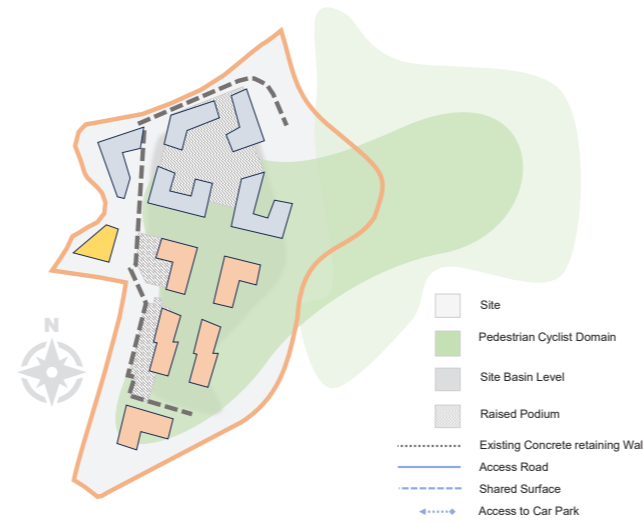 N
Site
Pedestrian Cyclist Domain
Site Basin Level
Raised Podium
Existing Concrete retaining Wal
Access Road
Shared Surface
Access to Car Park